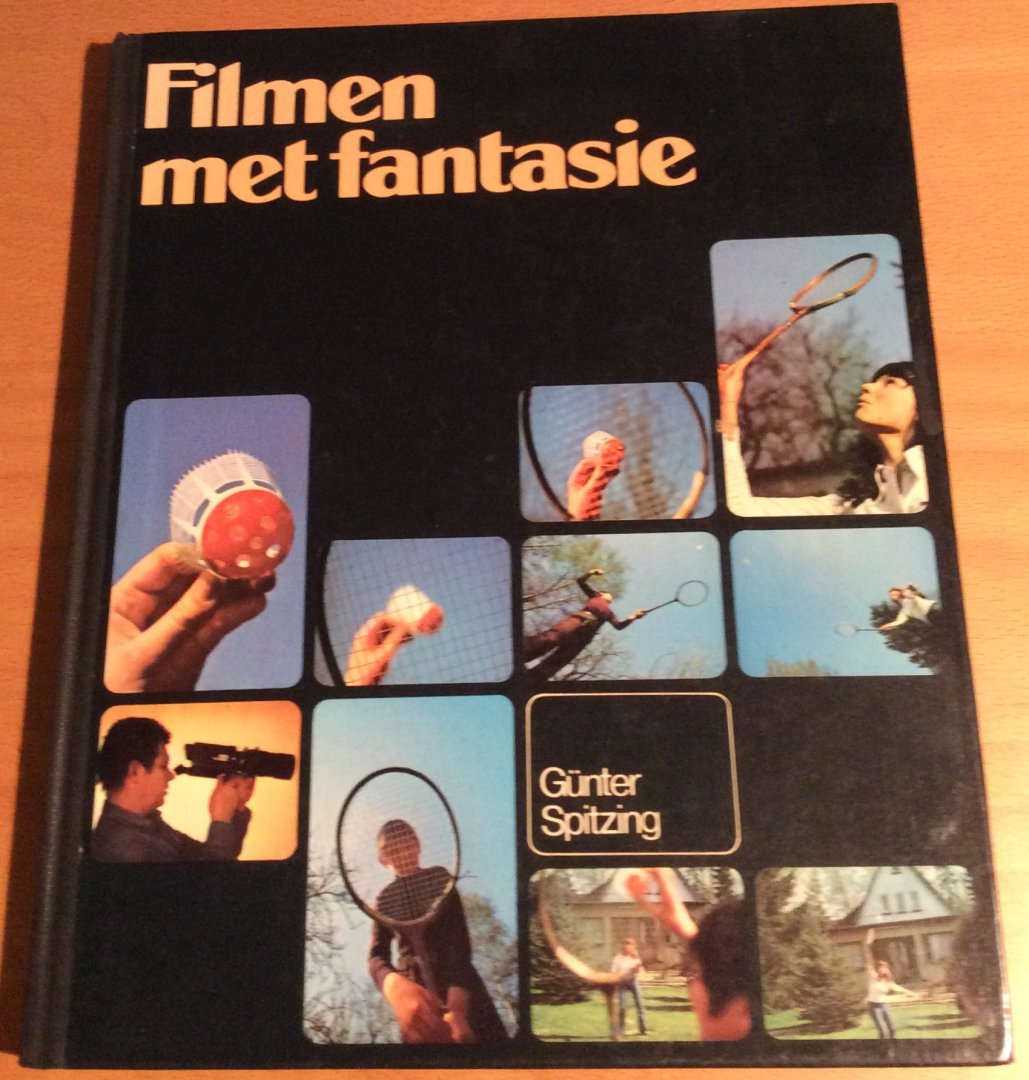 Filmen
met fantasie
Günter
Spitzing